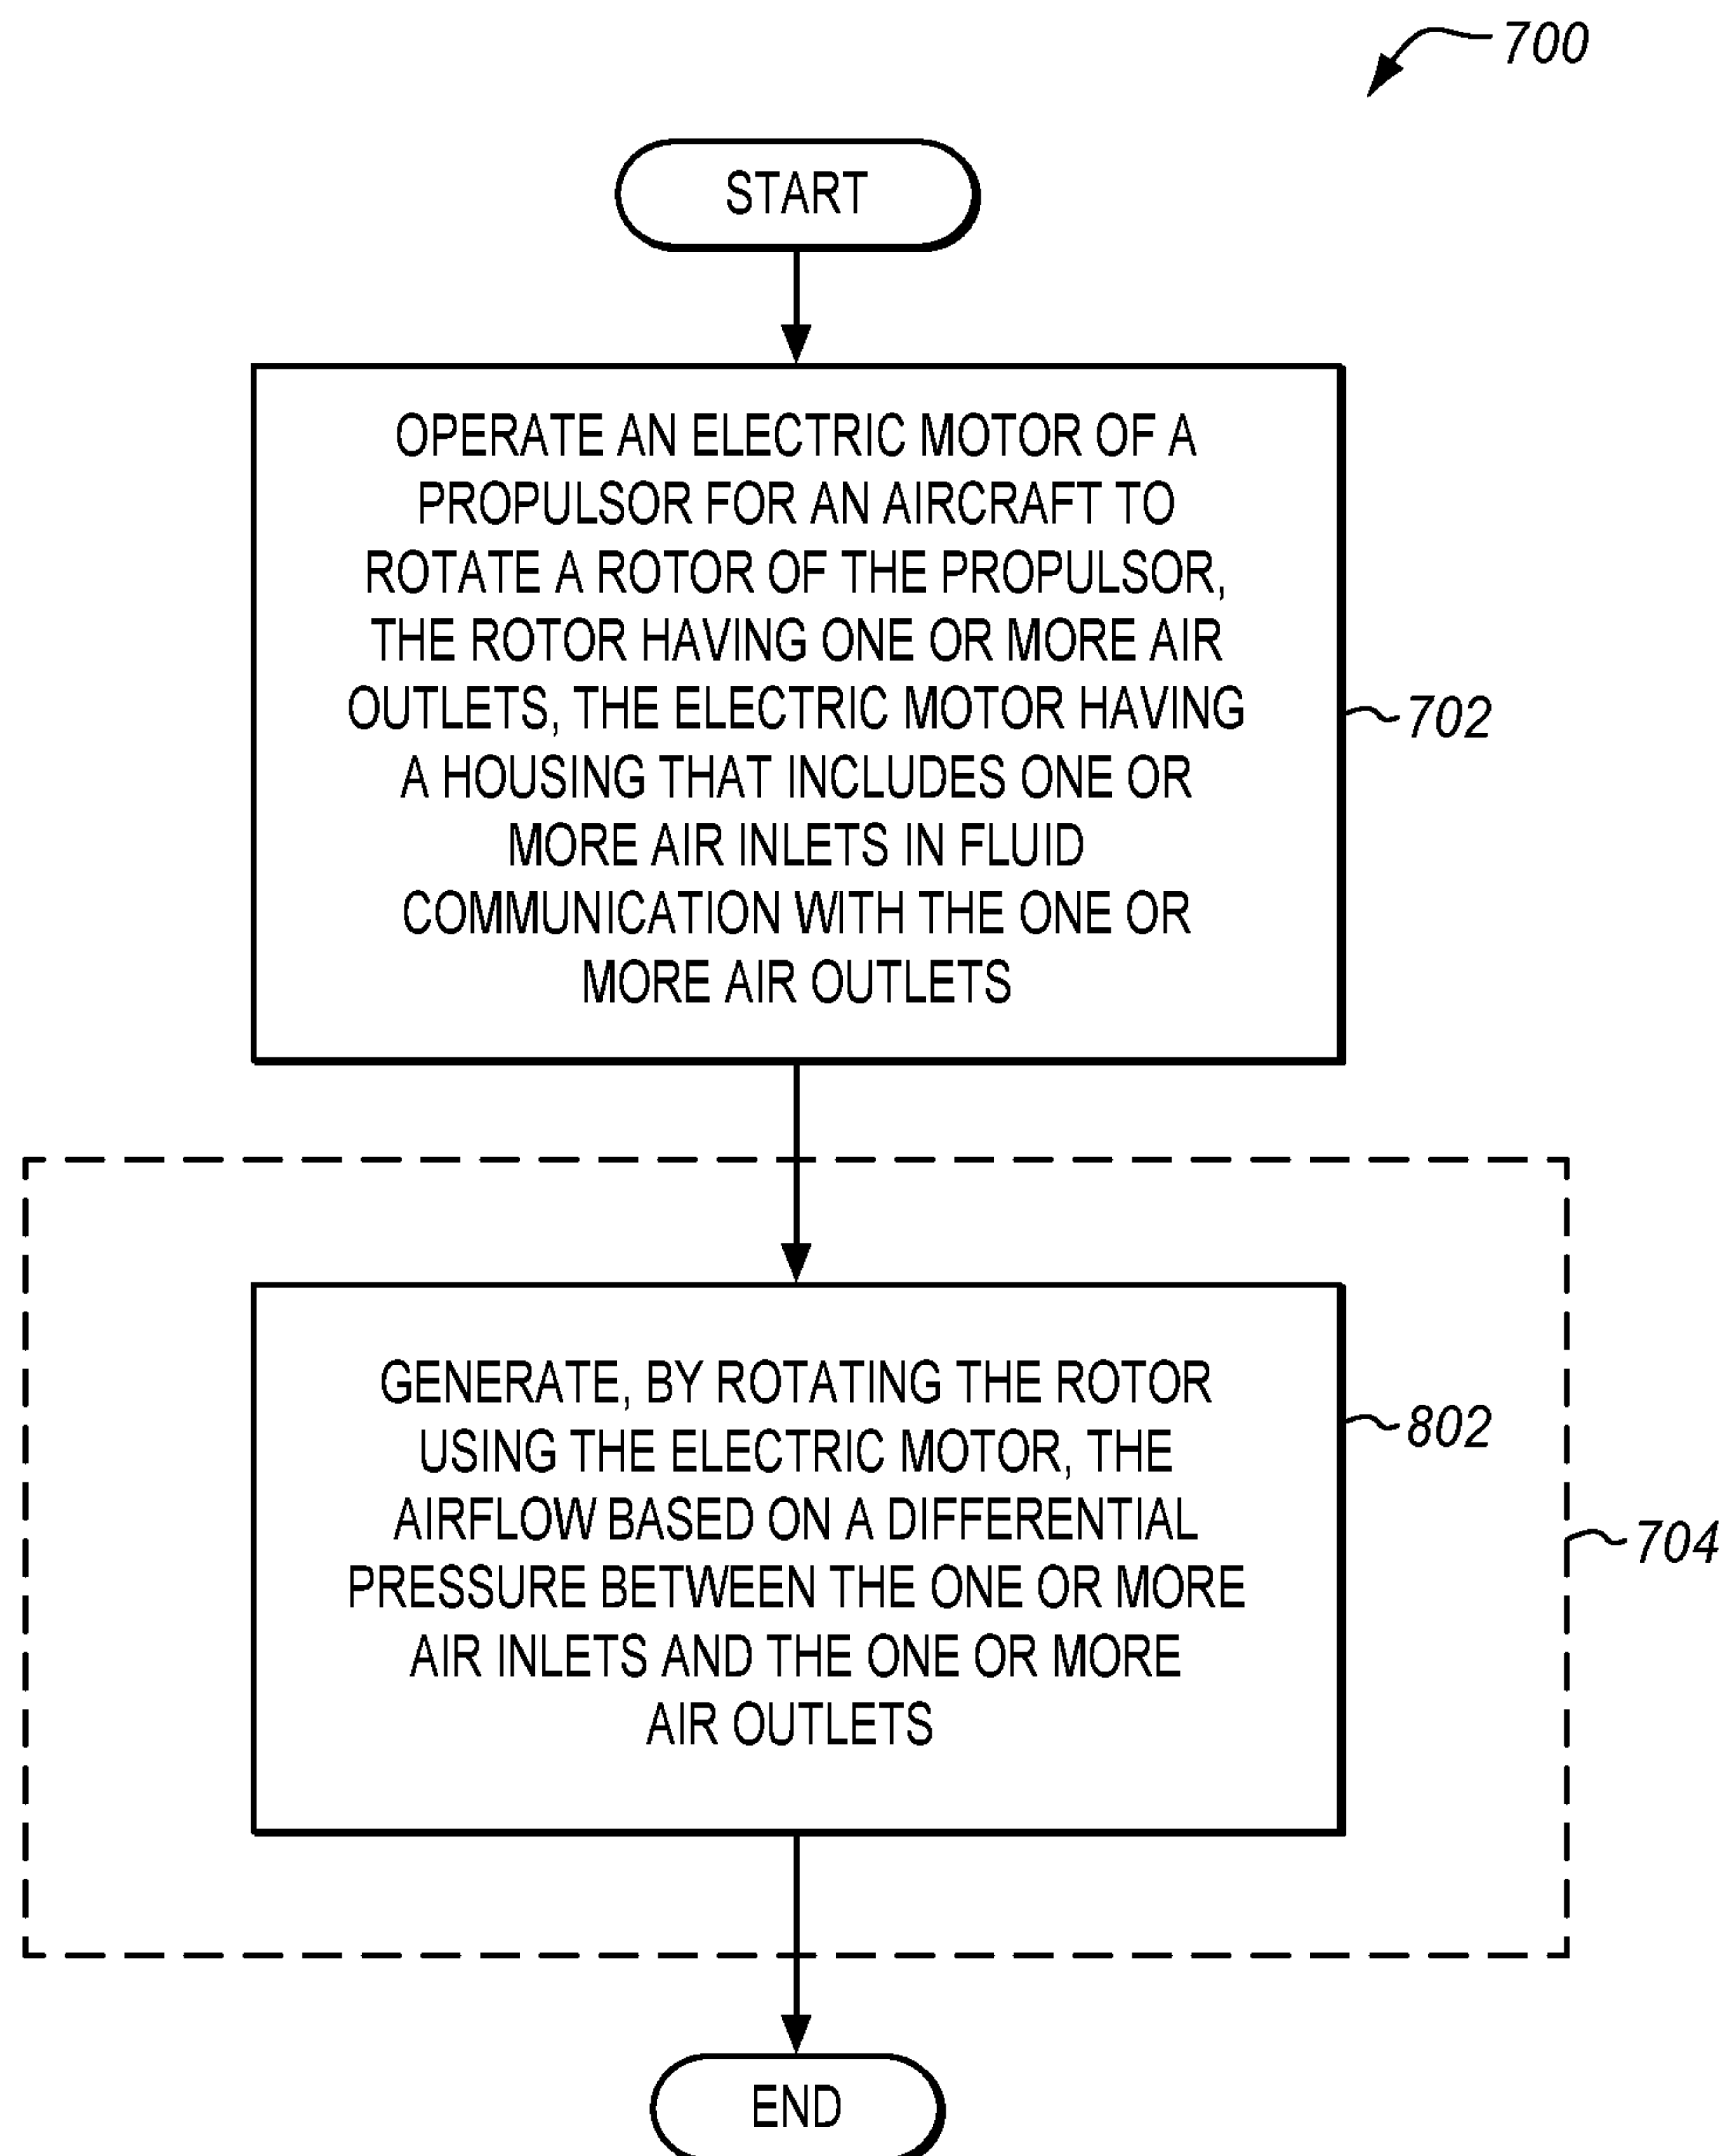 700
START
OPERATE AN ELECTRIC MOTOR OF A
PROPULSOR FOR AN AIRCRAFT TO
ROTATE A ROTOR OF THE PROPULSOR,
THE ROTOR HAVING ONE OR MORE AIR
OUTLETS, THE ELECTRIC MOTOR HAVING
A HOUSING THAT INCLUDES ONE OR
MORE AIR INLETS IN FLUID
COMMUNICATION WITH THE ONE OR
MORE AIR OUTLETS
702
GENERATE, BY ROTATING THE ROTOR
USING THE ELECTRIC MOTOR, THE
AIRFLOW BASED ON A DIFFERENTIAL
PRESSURE BETWEEN THE ONE OR MORE
AIR INLETS AND THE ONE OR MORE
AIR OUTLETS
802
704
END